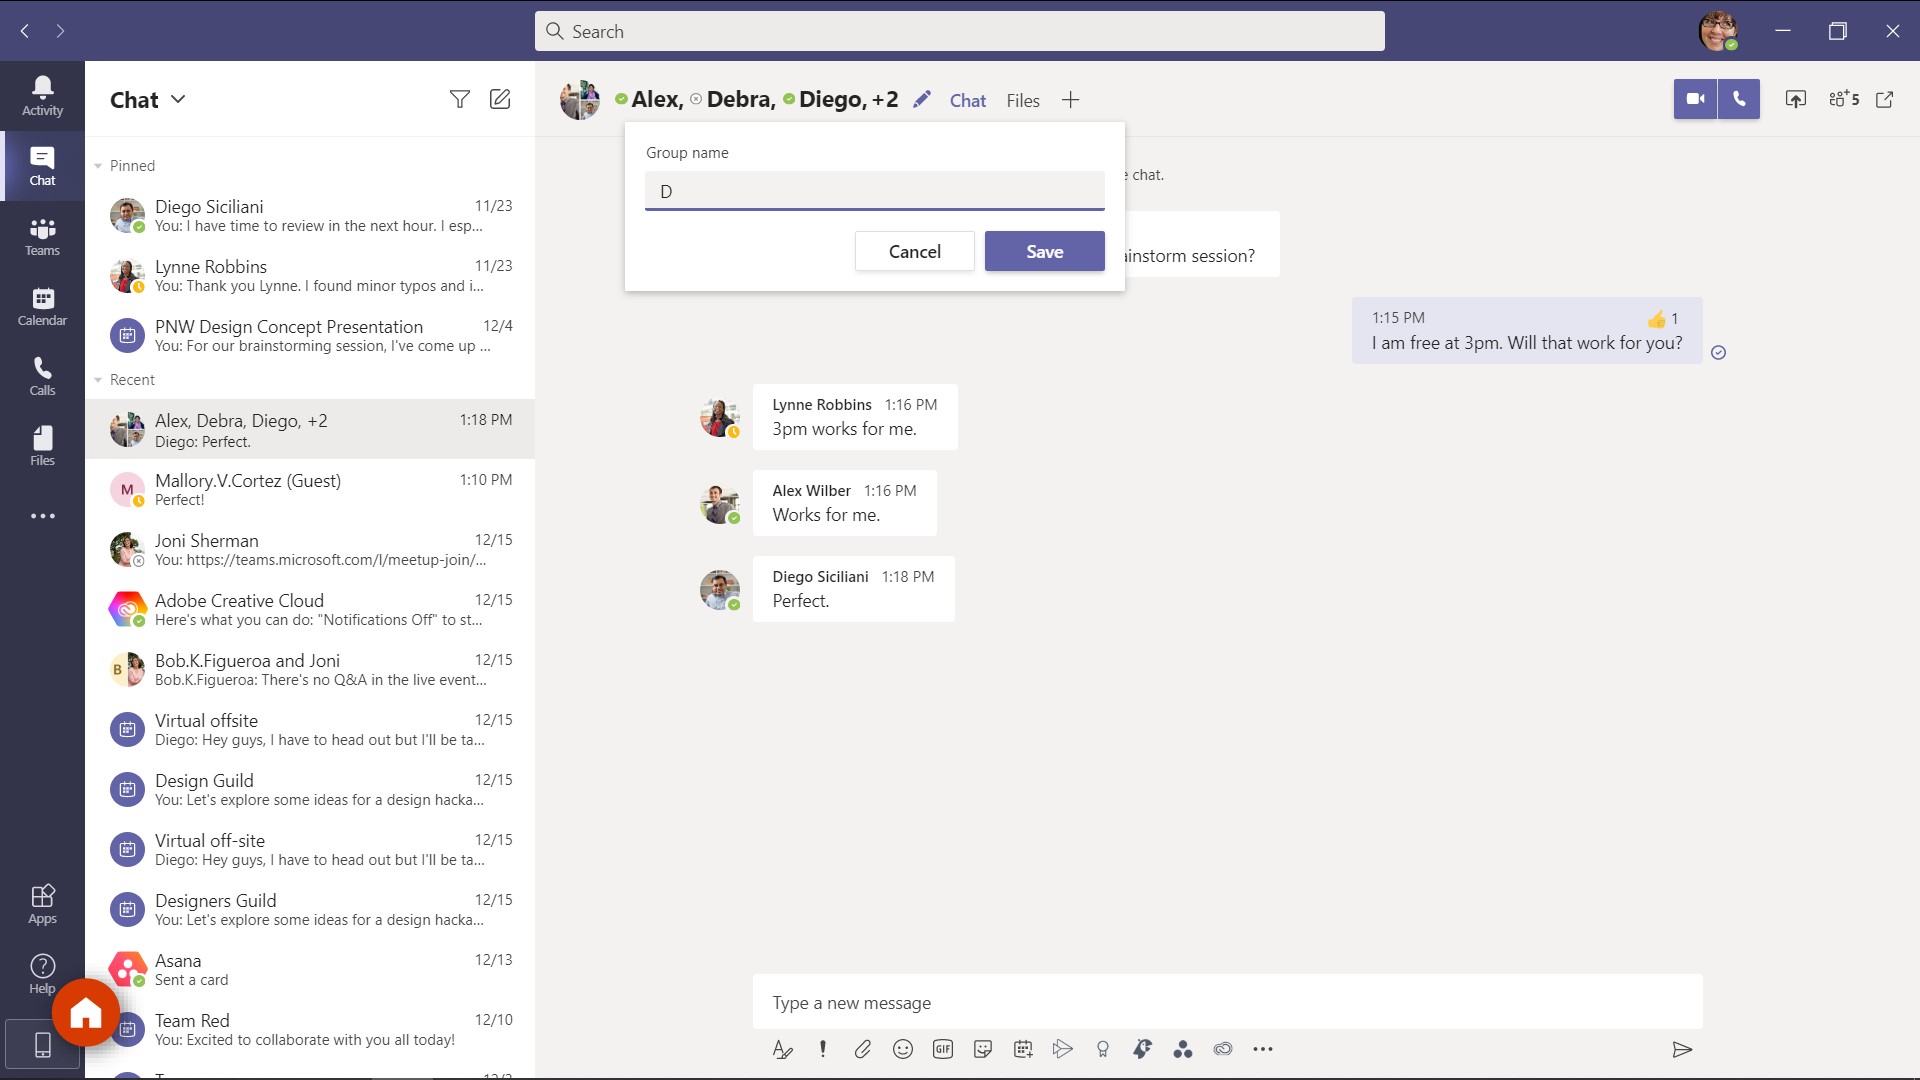 Search
Activity
Chat
Teams
Calendar
Calls
Files
Apps
Help
Chat
Pinned
Diego Siciliani 11/23
You: I have time to review in the next hour. I esp...
Lynne Robbins 11/23
You: Thank you Lynne. I found minor typos and i...
PNW Design Concept Presentation 12/4
You: For our brainstorming session, I've come up ...
Recent
Alex, Debra, Diego, +2 1:18 PM
Diego: Perfect.
M
Mallory.V.Cortez (Guest) 1:10 PM
Perfect!
Joni Sherman 12/15
You: https://teams.microsoft.com/l/meetup-join/...
Adobe Creative Cloud 12/15
Here's what you can do: "Notifications Off" to st...
B
Bob.K.Figueroa and Joni 12/15
Bob.K.Figueroa: There's no Q&A in the live event...
Virtual offsite 12/15
Diego: Hey guys, I have to head out but I'll be ta...
Design Guild 12/15
You: Let's explore some ideas for a design hacka...
Virtual off-site 12/15
Diego: Hey guys, I have to head out but I'll be ta...
Designers Guild 12/15
You: Let's explore some ideas for a design hacka...
Asana 12/13
Sent a card
Team Red 12/10
You: Excited to collaborate with you all today!
Alex, Debra, Diego, +2 Chat Files
5
Group name
D
Cancel Save
chat.
session?
1:15 PM 1
I am free at 3pm. Will that work for you?
Lynne Robbins 1:16 PM
3pm works for me.
Alex Wilber 1:16 PM
Works for me.
Diego Siciliani 1:18 PM
Perfect.
Type a new message
GIF